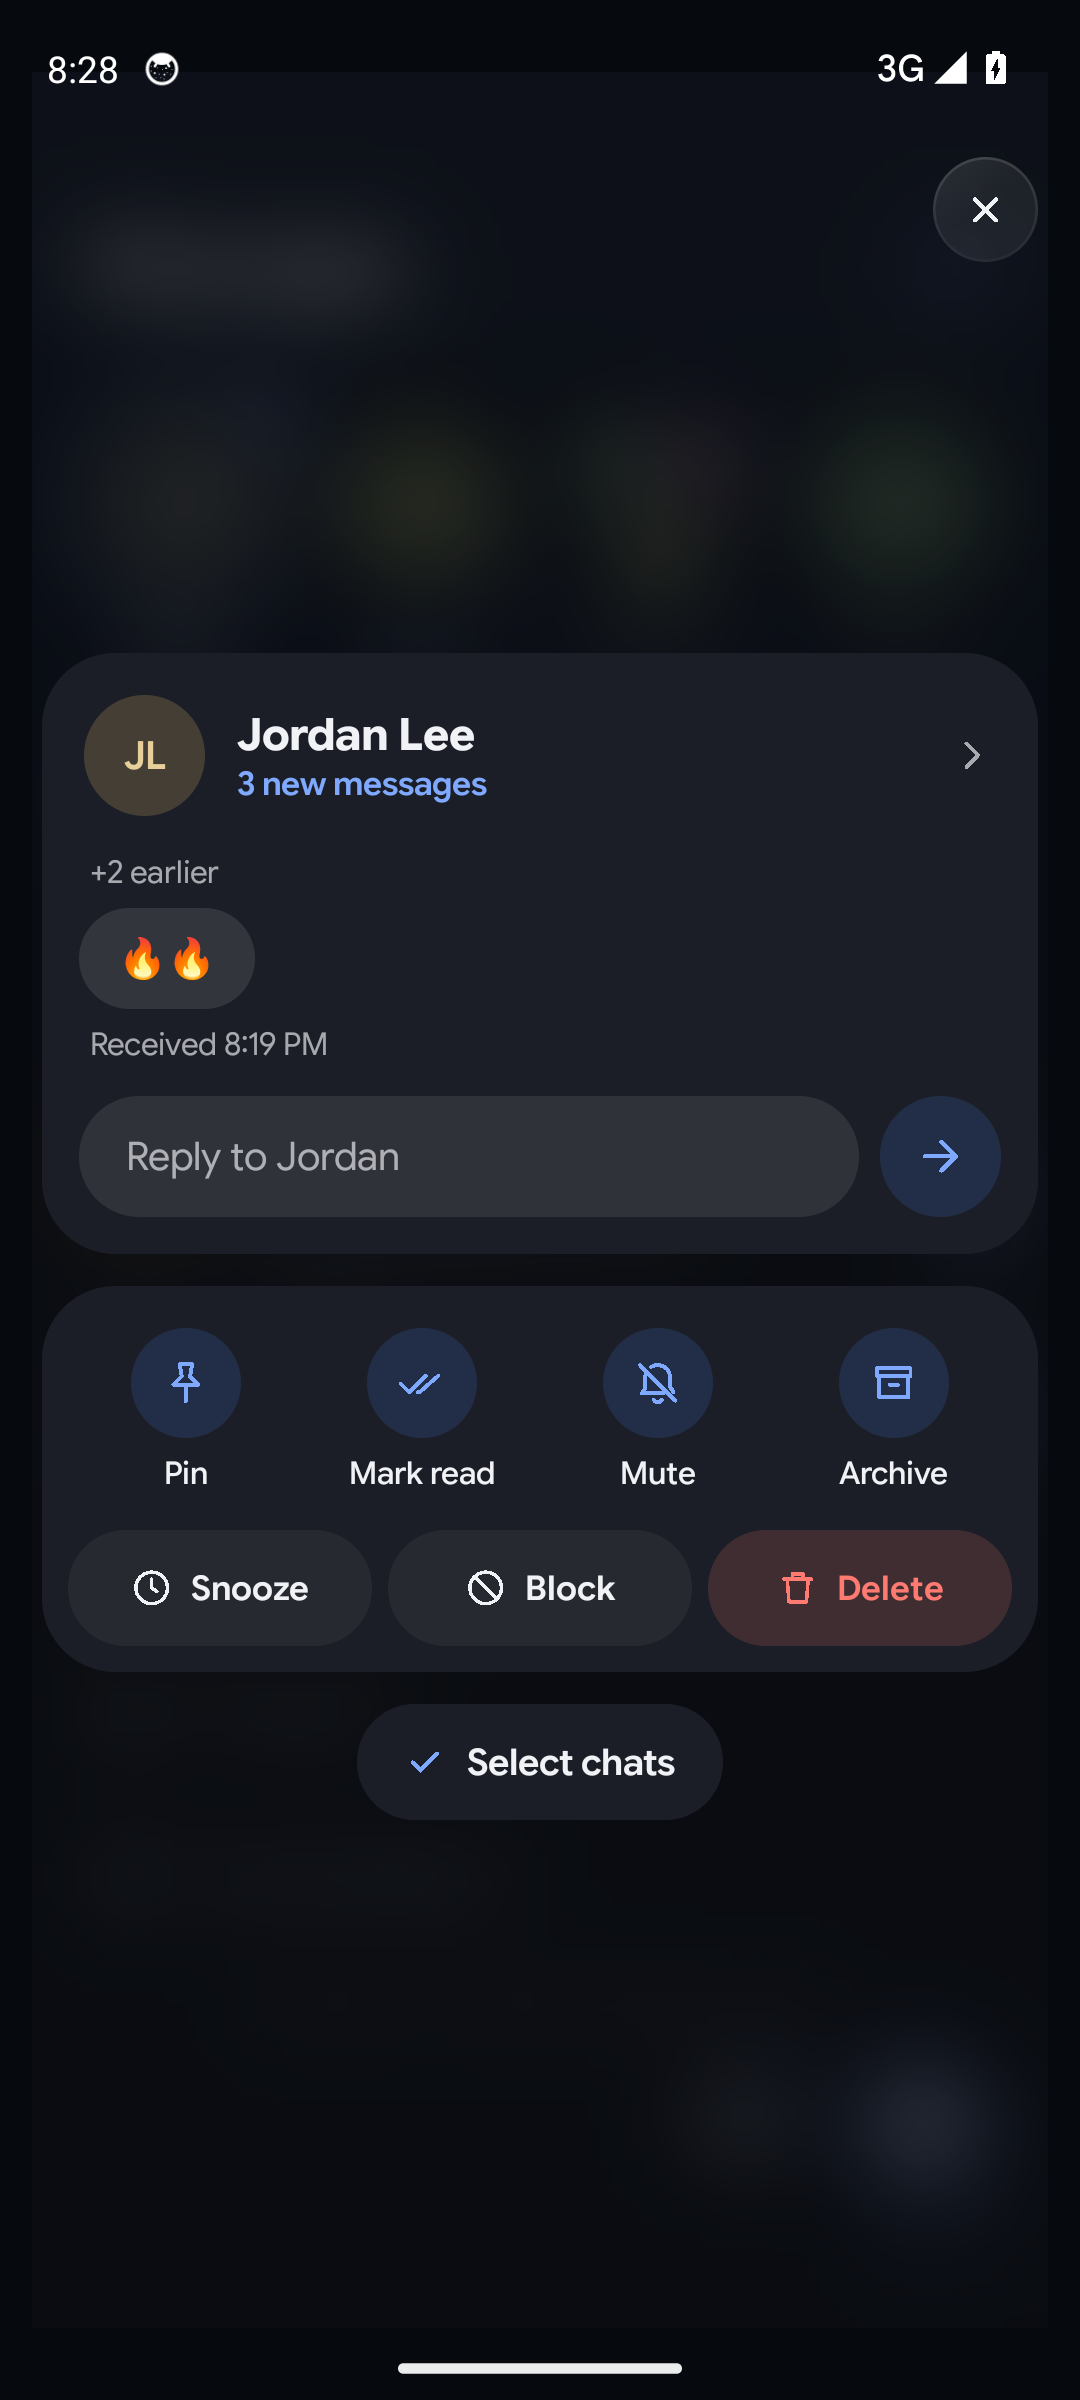 8:28
3G
Jordan Lee
JL
3 new messages
+2 earlier
🔥🔥
Received 8:19 PM
Reply to Jordan
Pin
Mark read
Mute
Archive
Snooze
Block
Delete
Select chats